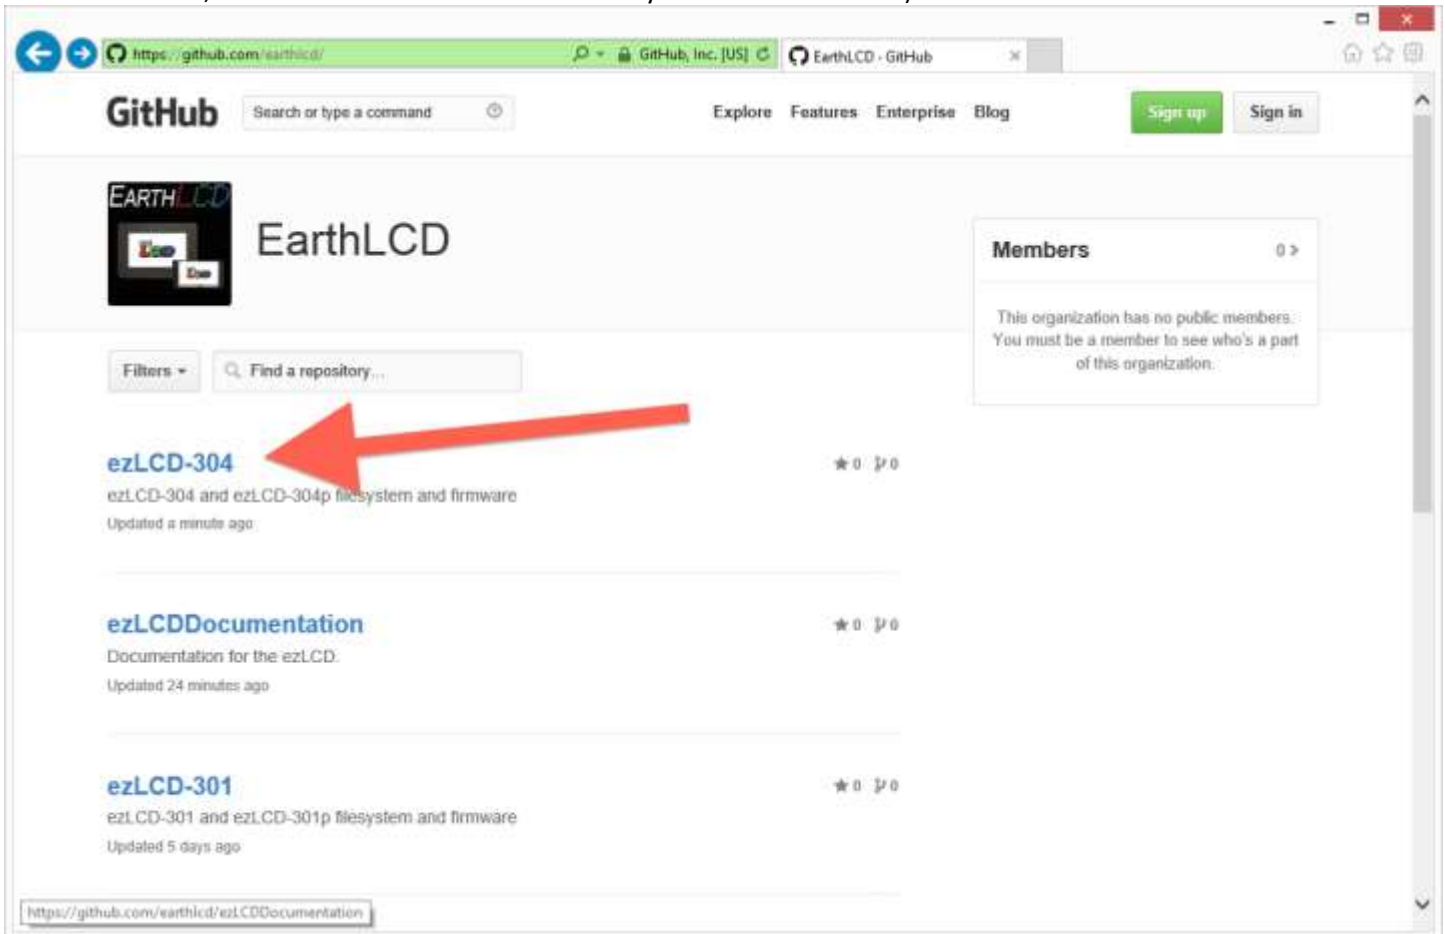 https://github.com/earthlcd/
GitHub, Inc. [US]
EarthLCD - GitHub
GitHub
Search or type a command
Explore Features Enterprise Blog
Sign up
Sign in
EARTHLCD
EarthLCD
Members
0 >
This organization has no public members.
You must be a member to see who's a part
of this organization.
Filters
Find a repository...
ezLCD-304
0 0
ezLCD-304 and ezLCD-304p filesystem and firmware
Updated a minute ago
ezLCDDocumentation
0 0
Documentation for the ezLCD.
Updated 24 minutes ago
ezLCD-301
0 0
ezLCD-301 and ezLCD-301p filesystem and firmware
Updated 5 days ago
https://github.com/earthlcd/ezLCDDocumentation